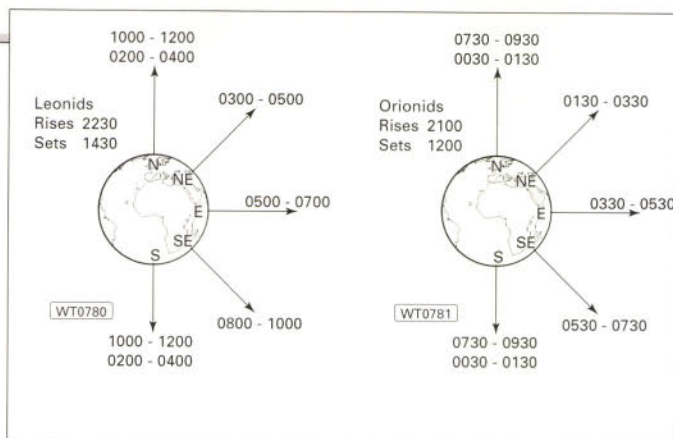 1000 - 1200
0200 - 0400
Leonids
Rises 2230
Sets 1430
0300 - 0500
N
NE
E
0500 - 0700
SE
S
WT0780
0800 - 1000
1000 - 1200
0200 - 0400
0730 - 0930
0030 - 0130
Orionids
Rises 2100
Sets 1200
0130 - 0330
N
NE
E
0330 - 0530
SE
S
WT0781
0530 - 0730
0730 - 0930
0030 - 0130